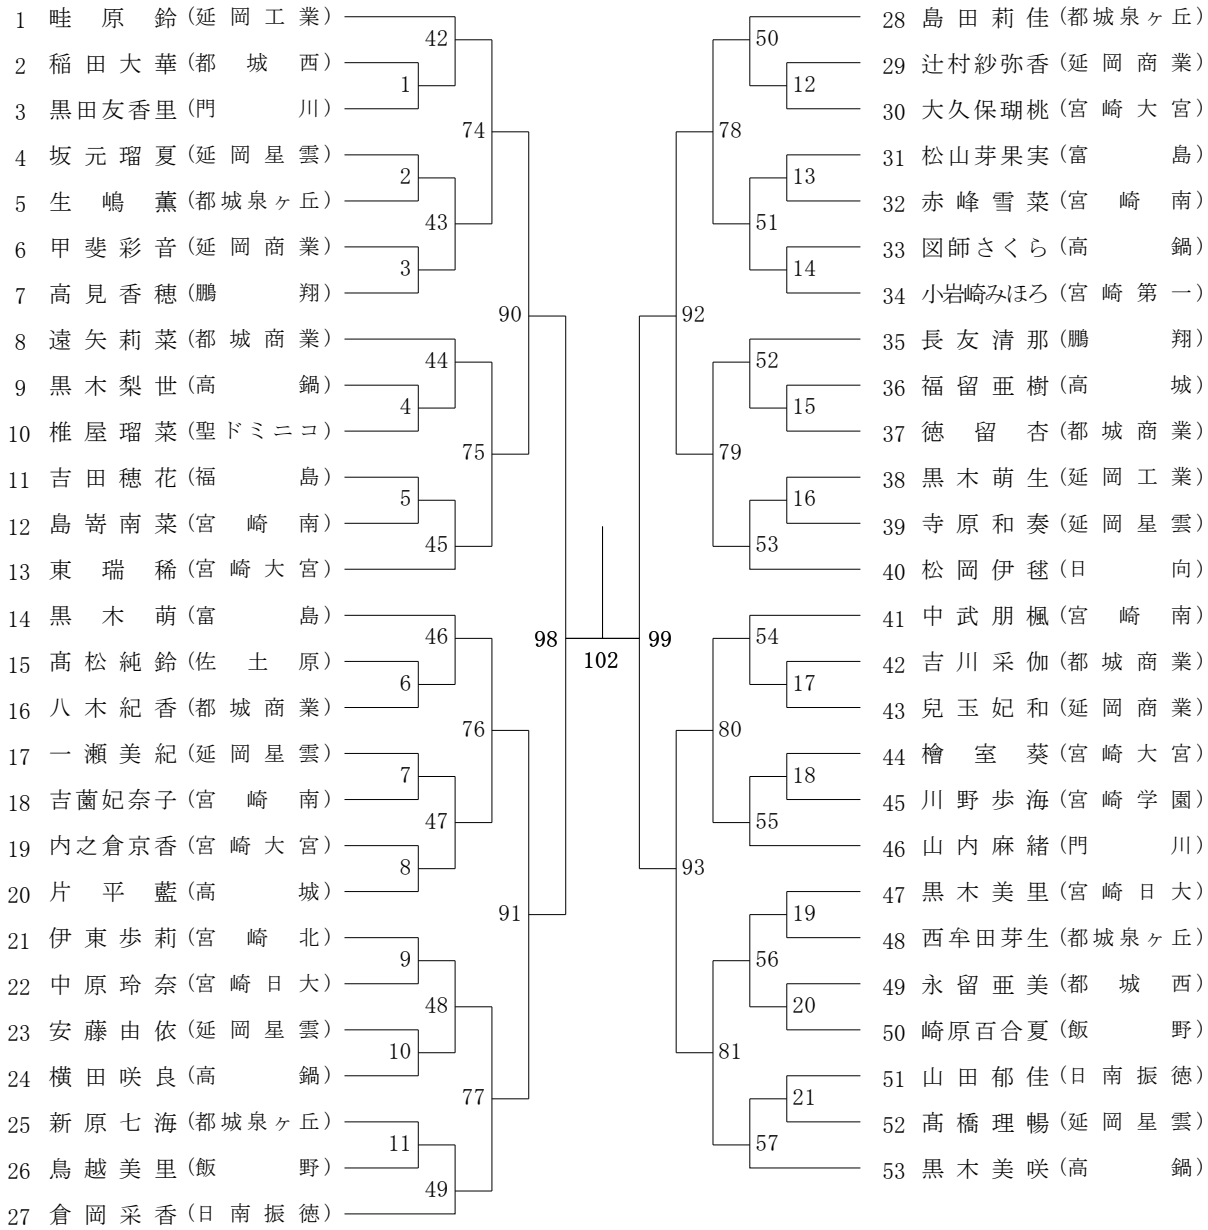 1 畦原鈴(延岡工業)
2 稲田大華(都城西)
3 黒田友香里(門川)
4 坂元瑠夏(延岡星雲)
5 生嶋薫(都城泉ヶ丘)
6 甲斐彩音(延岡商業)
7 高見香穂(鵬翔)
8 遠矢莉菜(都城商業)
9 黒木梨世(高鍋)
10 椎屋瑠菜(聖ドミニコ)
11 吉田穂花(福島)
12 島嵜南菜(宮崎南)
13 東瑞稀(宮崎大宮)
14 黒木萌(富島)
15 髙松純鈴(佐土原)
16 八木紀香(都城商業)
17 一瀬美紀(延岡星雲)
18 吉薗妃奈子(宮崎南)
19 内之倉京香(宮崎大宮)
20 片平藍(高城)
21 伊東歩莉(宮崎北)
22 中原玲奈(宮崎日大)
23 安藤由依(延岡星雲)
24 横田咲良(高鍋)
25 新原七海(都城泉ヶ丘)
26 鳥越美里(飯野)
27 倉岡采香(日南振徳)
42
1
74
2
43
3
90
44
4
75
5
45
98
46
6
76
7
47
8
91
9
48
10
77
11
49
102
99
50
12
78
13
51
14
92
52
15
79
16
53
54
17
80
18
55
93
19
56
20
81
21
57
28 島田莉佳(都城泉ヶ丘)
29 辻村紗弥香(延岡商業)
30 大久保瑚桃(宮崎大宮)
31 松山芽果実(富島)
32 赤峰雪菜(宮崎南)
33 図師さくら(高鍋)
34 小岩崎みほろ(宮崎第一)
35 長友清那(鵬翔)
36 福留亜樹(高城)
37 徳留杏(都城商業)
38 黒木萌生(延岡工業)
39 寺原和奏(延岡星雲)
40 松岡伊毬(日向)
41 中武朋楓(宮崎南)
42 吉川采伽(都城商業)
43 兒玉妃和(延岡商業)
44 檜室葵(宮崎大宮)
45 川野歩海(宮崎学園)
46 山内麻緒(門川)
47 黒木美里(宮崎日大)
48 西牟田芽生(都城泉ヶ丘)
49 永留亜美(都城西)
50 崎原百合夏(飯野)
51 山田郁佳(日南振徳)
52 髙橋理暢(延岡星雲)
53 黒木美咲(高鍋)